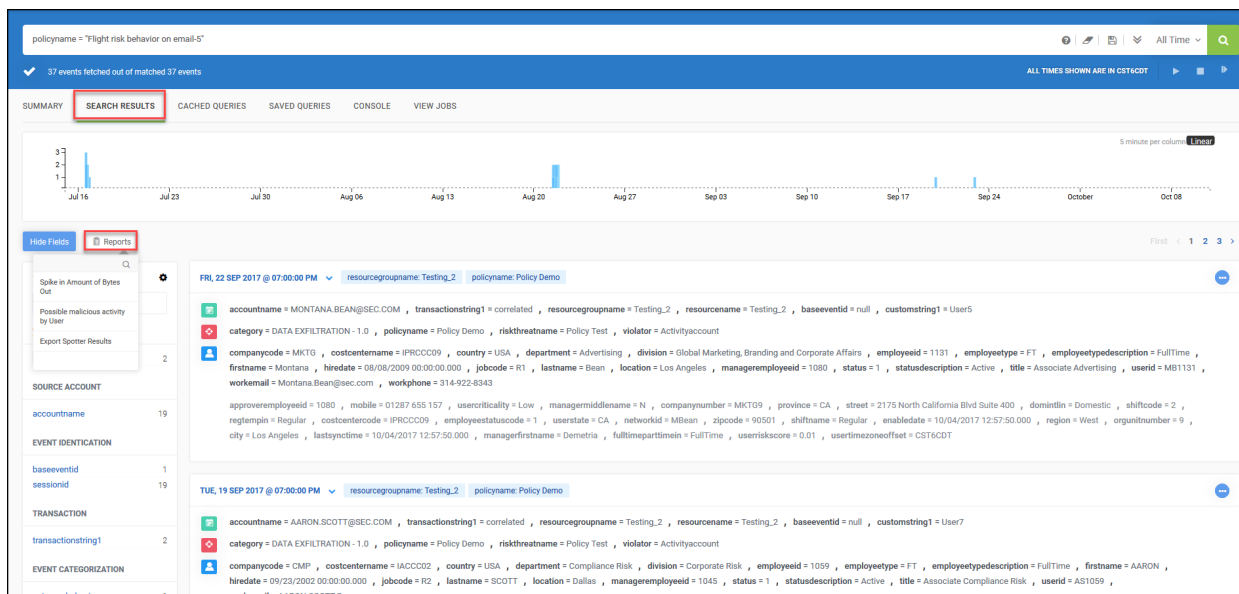 policyname = "Flight risk behavior on email-5"
All Time
37 events fetched out of matched 37 events
ALL TIMES SHOWN ARE IN CST6CDT
SUMMARY SEARCH RESULTS CACHED QUERIES SAVED QUERIES CONSOLE VIEW JOBS
5 minute per column Linear
3
2
1
Jul 16 Jul 23 Jul 30 Aug 06 Aug 13 Aug 20 Aug 27 Sep 03 Sep 10 Sep 17 Sep 24 October Oct 08
Hide Fields Reports
First < 1 2 3 >
Spike in Amount of Bytes
Out
Possible malicious activity
by User
Export Spotter Results
2
SOURCE ACCOUNT
accountname 19
EVENT IDENTICATION
baseeventid 1
sessionid 19
TRANSACTION
transactionstring1 2
EVENT CATEGORIZATION
FRI, 22 SEP 2017 @ 07:00:00 PM resourcegroupname: Testing_2 policyname: Policy Demo
accountname = MONTANA.BEAN@SEC.COM , transactionstring1 = correlated , resourcegroupname = Testing_2 , resourcename = Testing_2 , baseeventid = null , customstring1 = User5
category = DATA EXFILTRATION - 1.0 , policyname = Policy Demo , riskthreatname = Policy Test , violator = Activityaccount
companycode = MKTG , costcentername = IPRCCC09 , country = USA , department = Advertising , division = Global Marketing, Branding and Corporate Affairs , employeeid = 1131 , employeetype = FT , employeetypedescription = FullTime ,
firstname = Montana , hiredate = 08/08/2009 00:00:00.000 , jobcode = R1 , lastname = Bean , location = Los Angeles , manageremployeeid = 1080 , status = 1 , statusdescription = Active , title = Associate Advertising , userid = MB1131 ,
workemail = Montana.Bean@sec.com , workphone = 314-922-8343
approveremployeeid = 1080 , mobile = 01287 655 157 , usercriticality = Low , managermiddlename = N , companynumber = MKTG9 , province = CA , street = 2175 North California Blvd Suite 400 , domintlin = Domestic , shiftcode = 2 ,
regtempin = Regular , costcentercode = IPRCCC09 , employeestatuscode = 1 , userstate = CA , networkid = MBean , zipcode = 90501 , shiftname = Regular , enabledate = 10/04/2017 12:57:50.000 , region = West , orgunitnumber = 9 ,
city = Los Angeles , lastsynctime = 10/04/2017 12:57:50.000 , managerfirstname = Demetria , fulltimeparttimein = FullTime , userriskscore = 0.01 , usertimezoneoffset = CST6CDT
TUE, 19 SEP 2017 @ 07:00:00 PM resourcegroupname: Testing_2 policyname: Policy Demo
accountname = AARON.SCOTT@SEC.COM , transactionstring1 = correlated , resourcegroupname = Testing_2 , resourcename = Testing_2 , baseeventid = null , customstring1 = User7
category = DATA EXFILTRATION - 1.0 , policyname = Policy Demo , riskthreatname = Policy Test , violator = Activityaccount
companycode = CMP , costcentername = IACCC02 , country = USA , department = Compliance Risk , division = Corporate Risk , employeeid = 1059 , employeetype = FT , employeetypedescription = FullTime , firstname = AARON ,
hiredate = 09/23/2002 00:00:00.000 , jobcode = R2 , lastname = SCOTT , location = Dallas , manageremployeeid = 1045 , status = 1 , statusdescription = Active , title = Associate Compliance Risk , userid = AS1059 ,